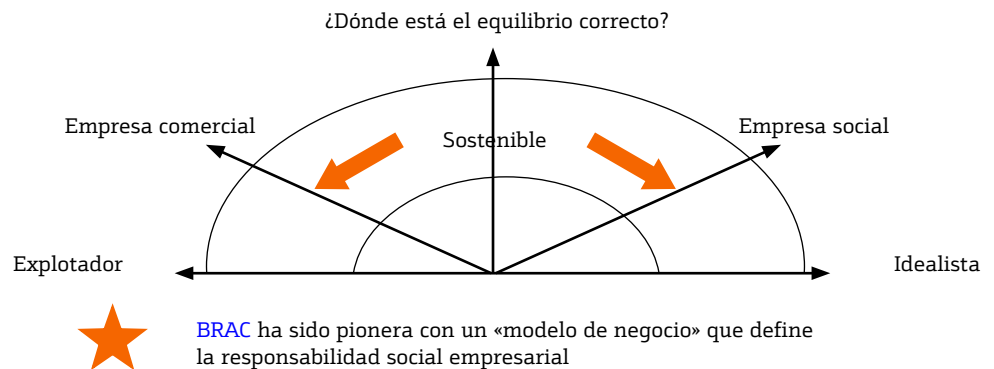 ¿Dónde está el equilibrio correcto?
Empresa comercial
Sostenible
Empresa social
Explotador
Idealista
BRAC ha sido pionera con un «modelo de negocio» que define
la responsabilidad social empresarial